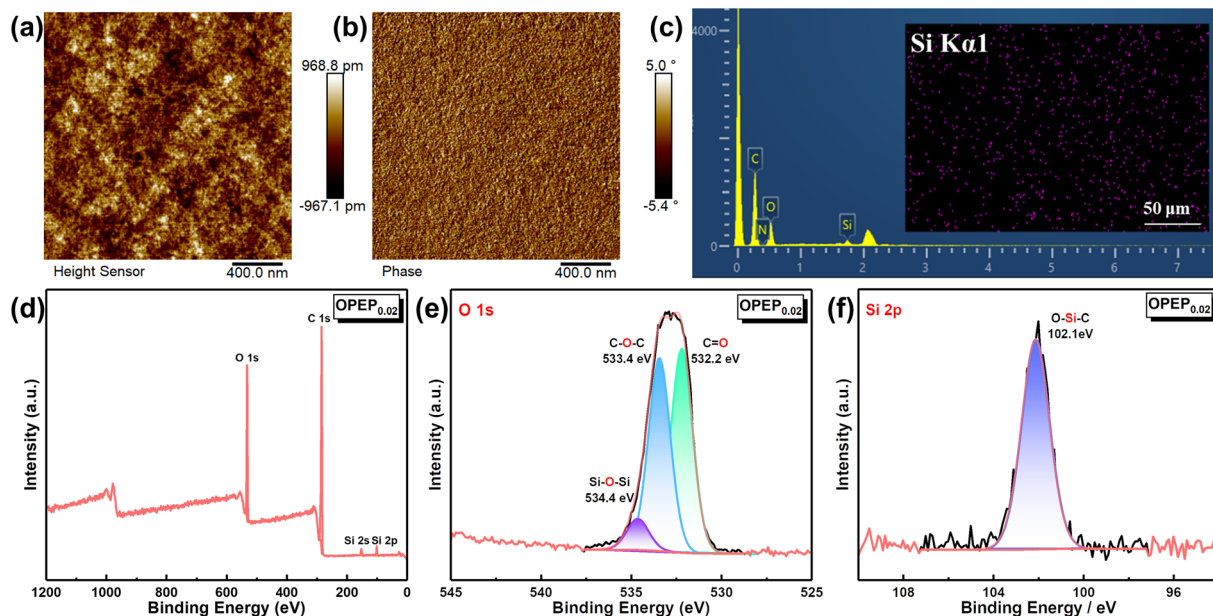 (a)
968.8 pm
-967.1 pm
Height Sensor
400.0 nm
(b)
5.0 °
-5.4 °
Phase
400.0 nm
(c)
4000
0
C
N
O
Si
0 1 2 3 4 5 6 7
Si Kα1
50 μm
(d)
OPEP0.02
C 1s
O 1s
Si 2s
Si 2p
Intensity (a.u.)
1200 1000 800 600 400 200 0
Binding Energy (eV)
(e)
O 1s
OPEP0.02
C-O-C
533.4 eV
C=O
532.2 eV
Si-O-Si
534.4 eV
Intensity (a.u.)
545 540 535 530 525
Binding Energy (eV)
(f)
Si 2p
OPEP0.02
O-Si-C
102.1eV
Intensity (a.u.)
108 104 100 96
Binding Energy / eV